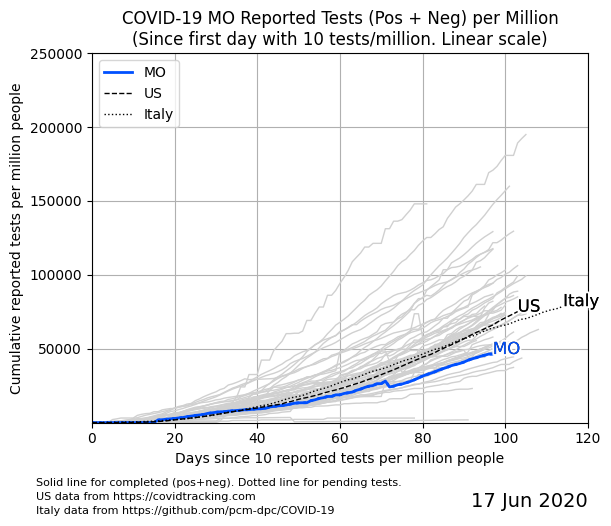 COVID-19 MO Reported Tests (Pos + Neg) per Million
(Since first day with 10 tests/million. Linear scale)
Cumulative reported tests per million people
250000
200000
150000
100000
50000
MO
US
Italy
US
Italy
MO
0 20 40 60 80 100 120
Days since 10 reported tests per million people
Solid line for completed (pos+neg). Dotted line for pending tests.
US data from https://covidtracking.com
Italy data from https://github.com/pcm-dpc/COVID-19
17 Jun 2020